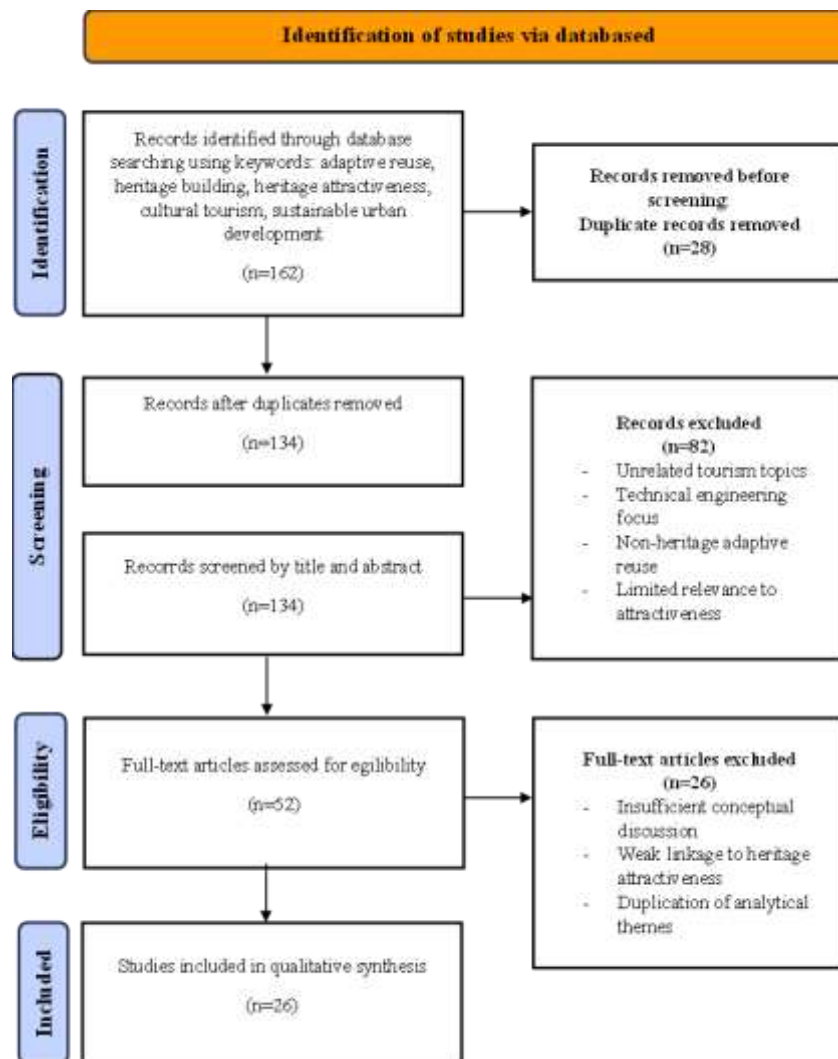 Identification of studies via databased
Identification
Records identified through database
searching using keywords: adaptive reuse,
heritage building, heritage attractiveness,
cultural tourism, sustainable urban
development
(n=162)
Records removed before
screening
Duplicate records removed
(n=28)
Screening
Records after duplicates removed
(n=134)
Records excluded
(n=82)
- Unrelated tourism topics
- Technical engineering
focus
- Non-heritage adaptive
reuse
- Limited relevance to
attractiveness
Recorrds screened by title and abstract
(n=134)
Eligibility
Full-text articles assessed for egilibility
(n=52)
Full-text articles excluded
(n=26)
- Insufficient conceptual
discussion
- Weak linkage to heritage
attractiveness
- Duplication of analytical
themes
Included
Studies included in qualitative synthesis
(n=26)